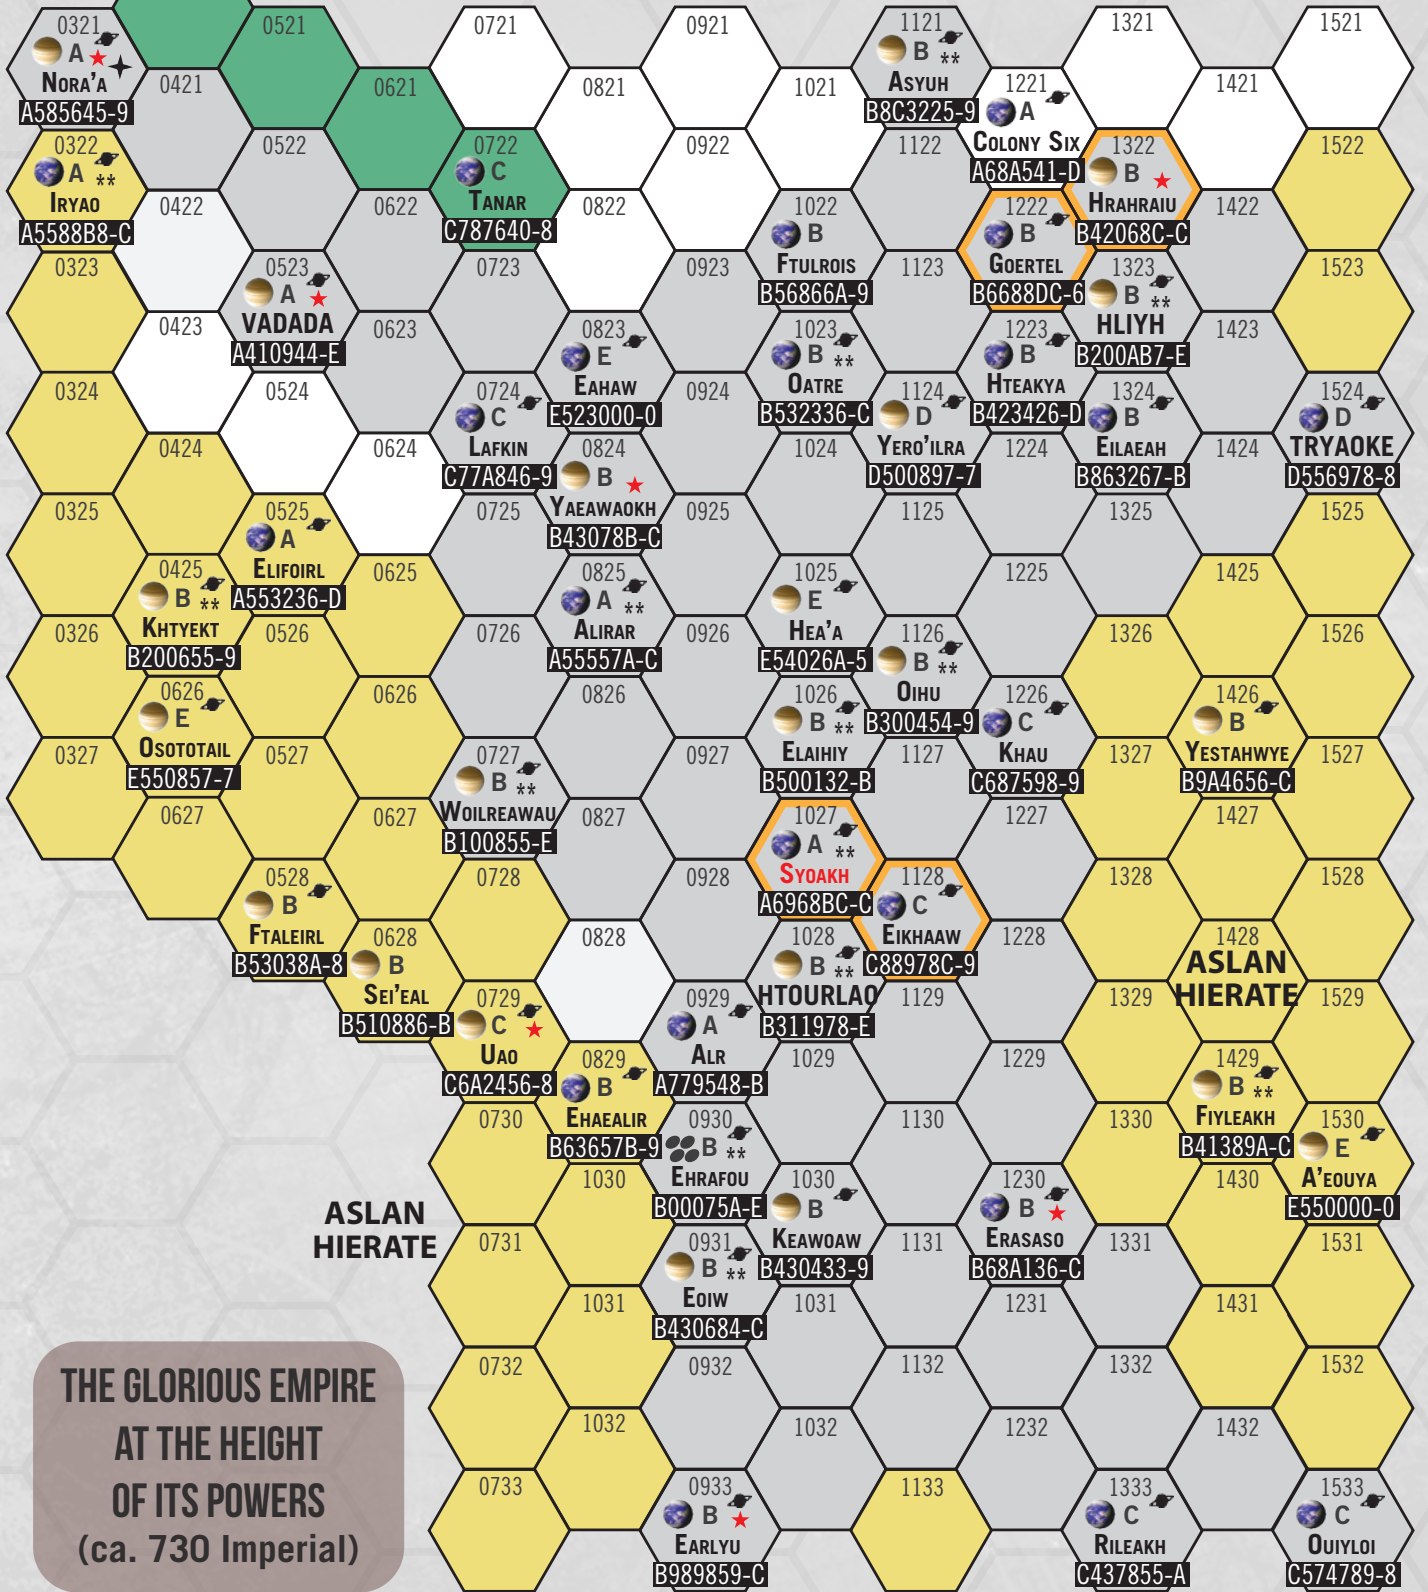 0321
A
NORA'A
A585645-9
0421
0521
0621
0721
0821
0921
1021
1121
B **
ASYUH
B8C3225-9
1221
A
COLONY SIX
A68A541-D
1321
1421
1521
0322
A **
IRYAO
A5588B8-C
0422
0522
0622
0722
C
TANAR
C787640-8
0822
0922
1022
B
FTULROIS
B56866A-9
1122
1222
B
GOERTEL
B6688DC-6
1322
B
HRAHRAIU
B42068C-C
1422
1522
0323
0423
0523
A
VADADA
A410944-E
0623
0723
0823
E
EAHAW
E523000-0
0923
1023
B **
OATRE
B532336-C
1123
1223
B
HTEAKYA
B423426-D
1323
B **
HLIYH
B200AB7-E
1423
1523
0324
0424
0524
0624
0724
C
LAFKIN
C77A846-9
0824
B
YAEAWAOKH
B43078B-C
0924
1024
1124
D
YERO'ILRA
D500897-7
1224
1324
B
EILAEAH
B863267-B
1424
1524
D
TRYAOKE
D556978-8
0325
0425
B **
KHTYEKT
B200655-9
0525
A
ELIFOIRL
A553236-D
0625
0725
0825
A **
ALIRAR
A55557A-C
0925
1025
E
HEA'A
E54026A-5
1125
1225
1325
1425
1525
0326
0626
E
OSOTOTAIL
E550857-7
0526
0626
0726
0826
0926
1026
B **
ELAIHIY
B500132-B
1126
B **
OIHU
B300454-9
1226
C
KHAU
C687598-9
1326
1426
B
YESTAHWYE
B9A4656-C
1526
0327
0627
0527
0627
0727
B **
WOILREAWAU
B100855-E
0827
0927
1027
A **
SYOAKH
A6968BC-C
1127
1227
1327
1427
1527
0528
B
FTALEIRL
B53038A-8
0628
B
SEI'EAL
B510886-B
0728
0828
0928
1028
B **
HTOURLAO
B311978-E
1128
C
EIKHAAW
C88978C-9
1228
1328
1428
ASLAN
HIERATE
1528
0729
C
UAO
C6A2456-8
0829
B
EHAEALIR
B63657B-9
0929
A
ALR
A779548-B
1029
1129
1229
1329
1429
B **
FIYLEAKH
B41389A-C
1529
0730
1030
0930
B **
EHRAFOU
B00075A-E
1030
B
KEAWOAW
B430433-9
1130
1230
B
ERASASO
B68A136-C
1330
1430
1530
E
A'EOUYA
E550000-0
ASLAN
HIERATE
0731
1031
0931
B **
EOIW
B430684-C
1031
1131
1231
1331
1431
1531
0732
1032
0932
1032
1132
1232
1332
1432
1532
0733
0933
B
EARLYU
B989859-C
1133
1333
C
RILEAKH
C437855-A
1533
C
OUIYLOI
C574789-8
THE GLORIOUS EMPIRE
AT THE HEIGHT
OF ITS POWERS
(ca. 730 Imperial)